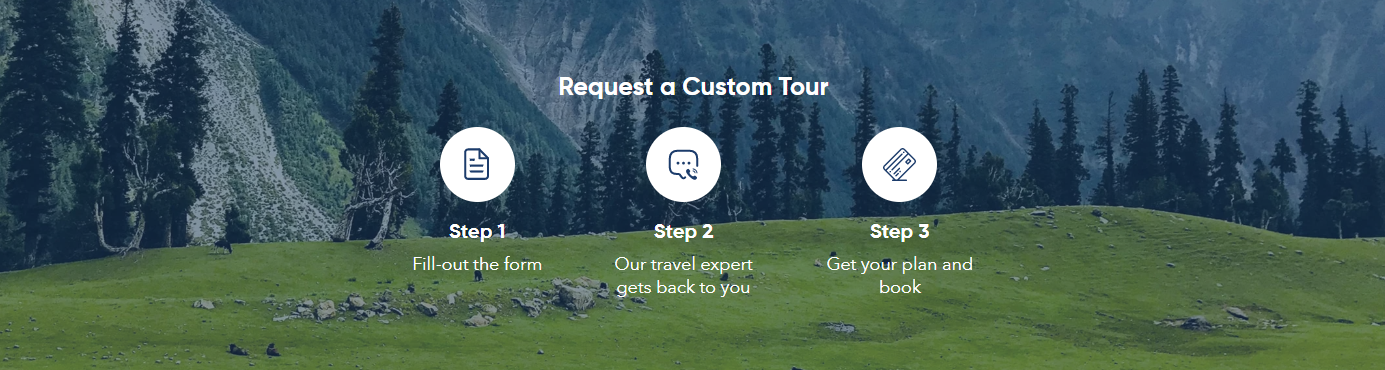 Request a Custom Tour
Step 1
Fill-out the form
Step 2
Our travel expert
gets back to you
Step 3
Get your plan and
book